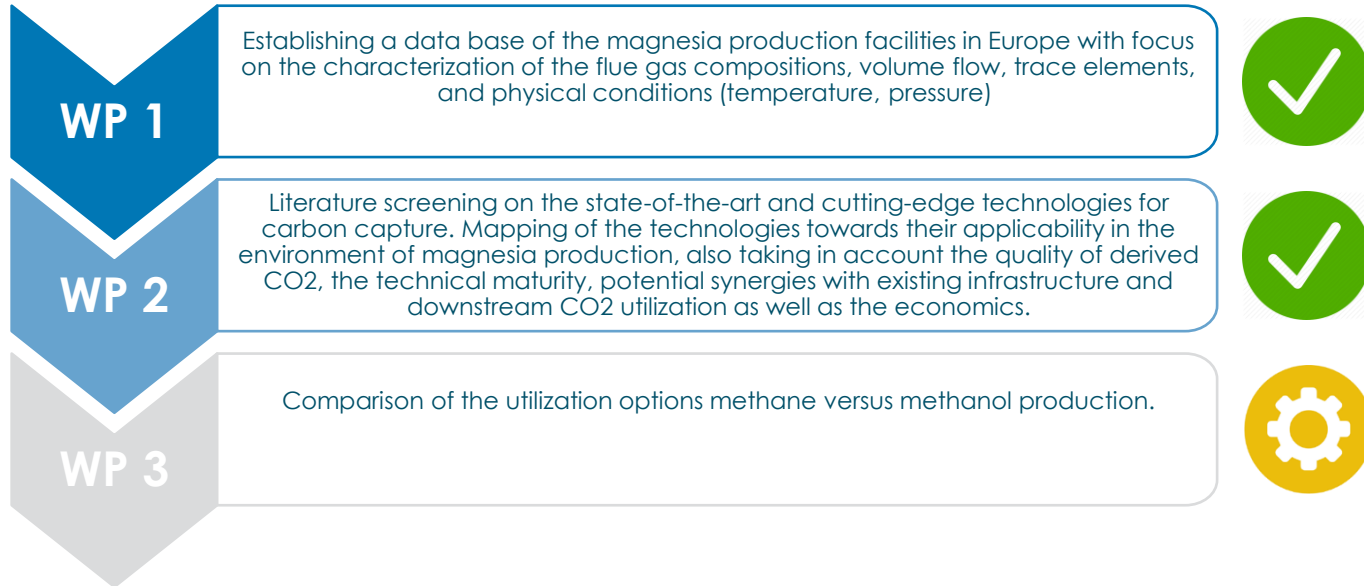 WP 1
Establishing a data base of the magnesia production facilities in Europe with focus
on the characterization of the flue gas compositions, volume flow, trace elements,
and physical conditions (temperature, pressure)
WP 2
Literature screening on the state-of-the-art and cutting-edge technologies for
carbon capture. Mapping of the technologies towards their applicability in the
environment of magnesia production, also taking in account the quality of derived
CO2, the technical maturity, potential synergies with existing infrastructure and
downstream CO2 utilization as well as the economics.
WP 3
Comparison of the utilization options methane versus methanol production.